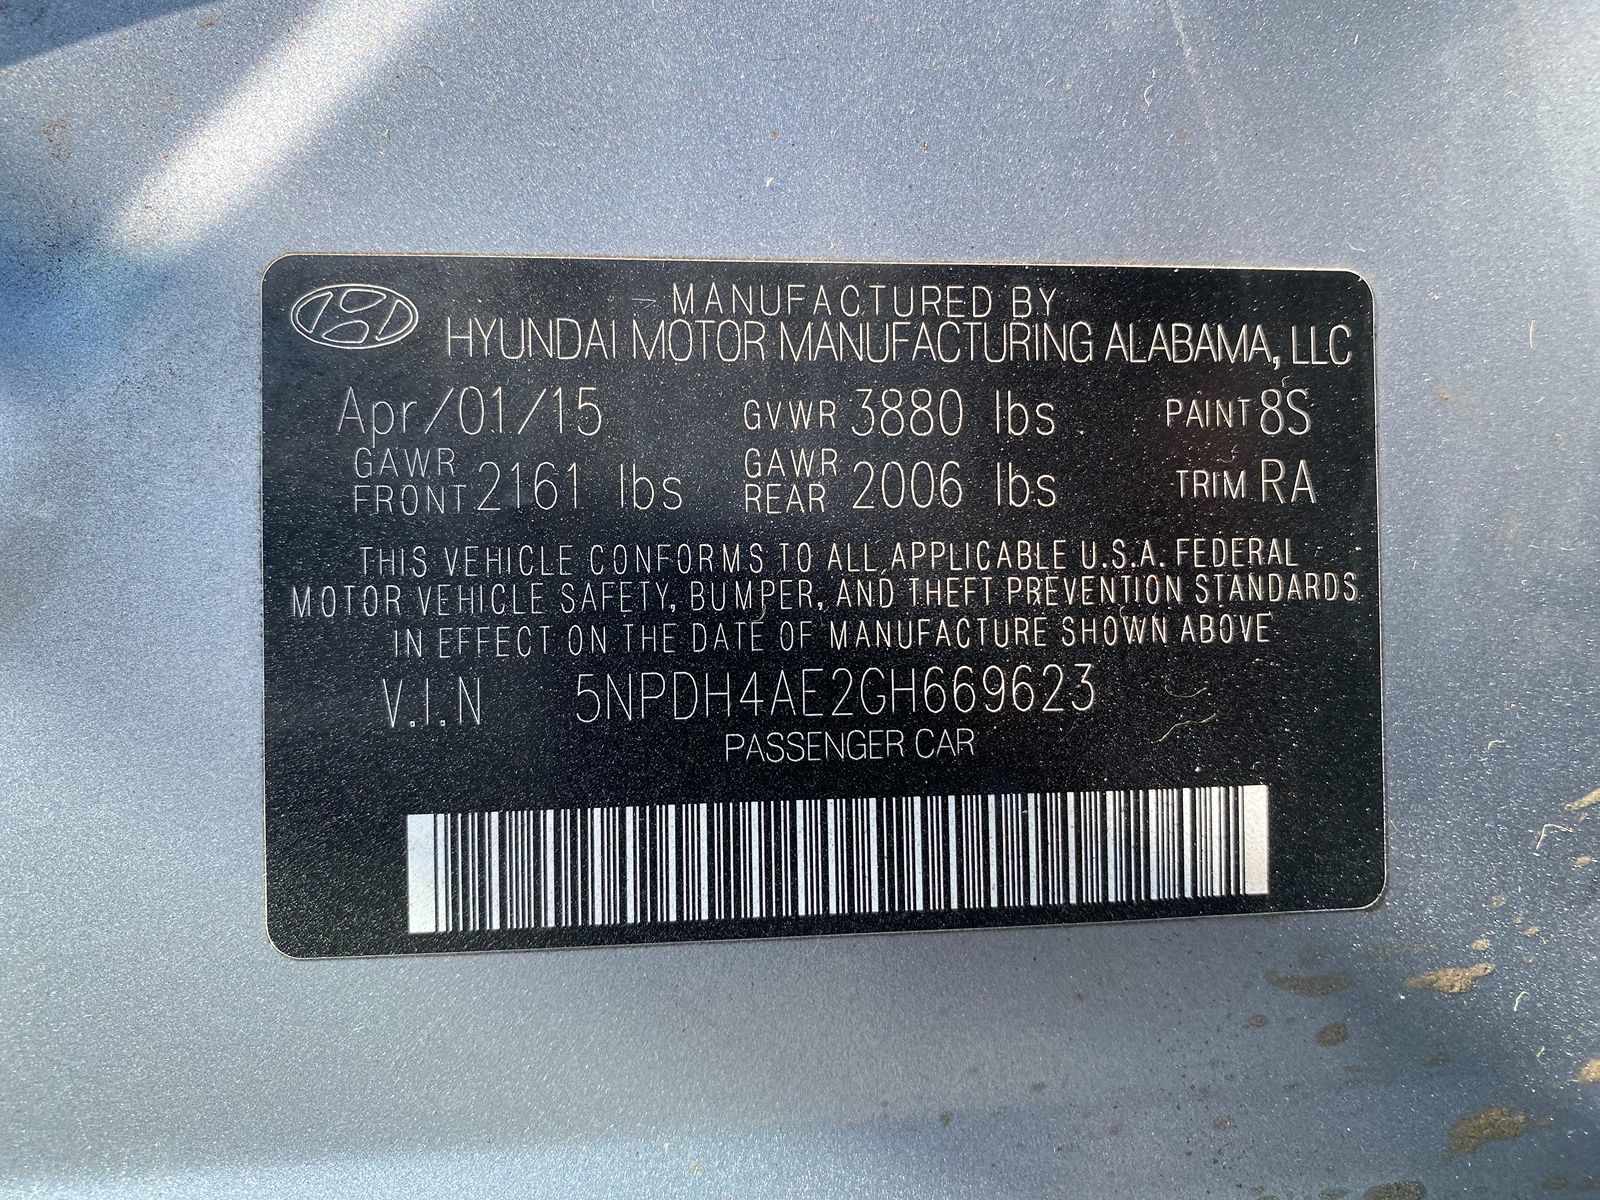 MANUFACTURED BY
HYUNDAI MOTOR MANUFACTURING ALABAMA, LLC
Apr/01/15 GVWR 3880 lbs PAINT 8S
GAWR FRONT 2161 lbs GAWR REAR 2006 lbs TRIM RA
THIS VEHICLE CONFORMS TO ALL APPLICABLE U.S.A. FEDERAL
MOTOR VEHICLE SAFETY, BUMPER, AND THEFT PREVENTION STANDARDS
IN EFFECT ON THE DATE OF MANUFACTURE SHOWN ABOVE
V.I.N 5NPDH4AE2GH669623
PASSENGER CAR